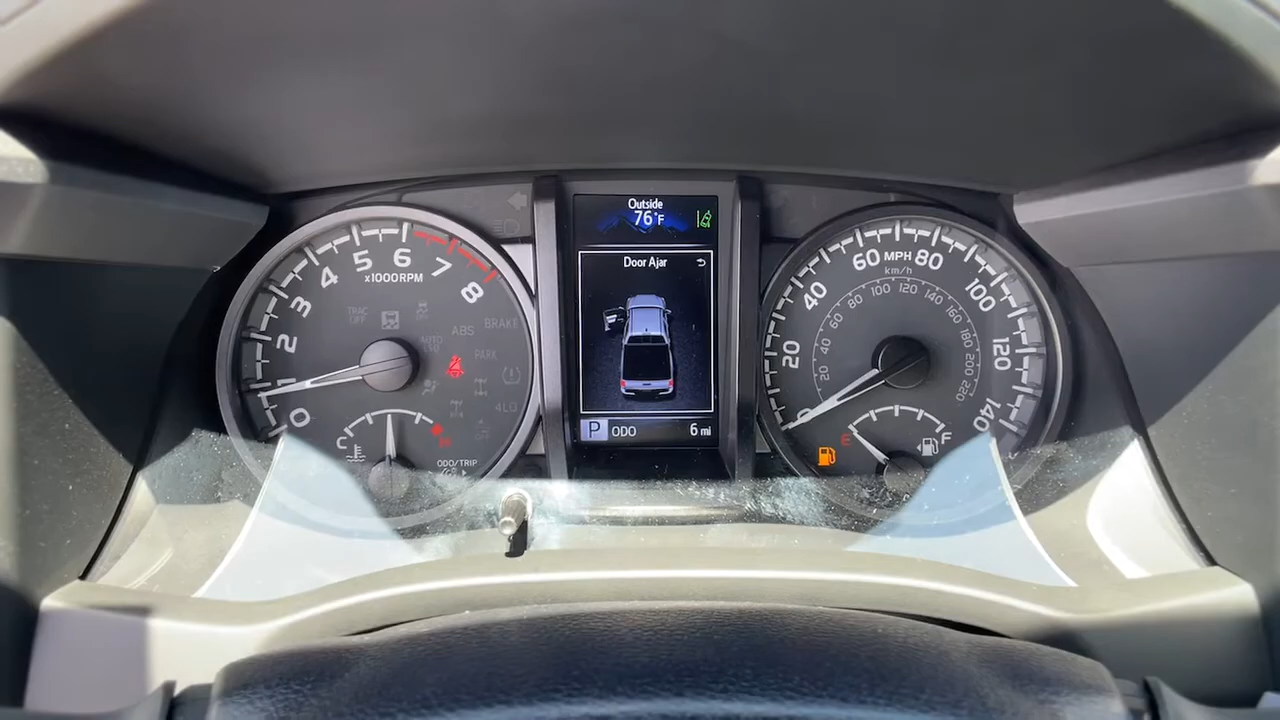 Outside
76°F
Door Ajar
P ODO 6 mi
0
1
2
3
4
5
6
7
8
x1000RPM
TRAC
OFF
AUTO
LSD
ABS
BRAKE
PARK
4LO
C
ODO/TRIP
0
20
40
60
MPH
80
100
120
140
km/h
20
40
60
80
100
120
140
160
180
200
220
E
F